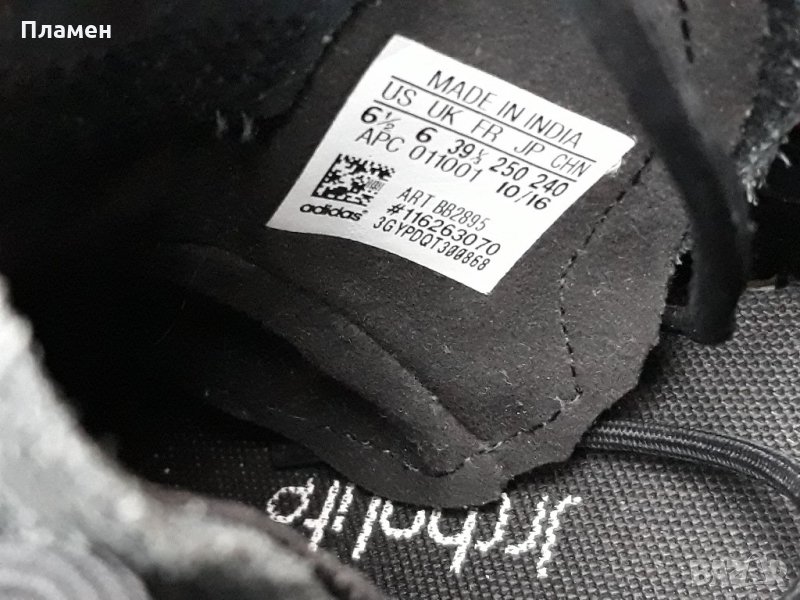 Пламен
MADE IN INDIA
US UK FR JP CHN
6½ 6 39⅓ 250 240
APC 011001 10/16
ART BB2895
#116263070
3GYPDQT300868
adidas